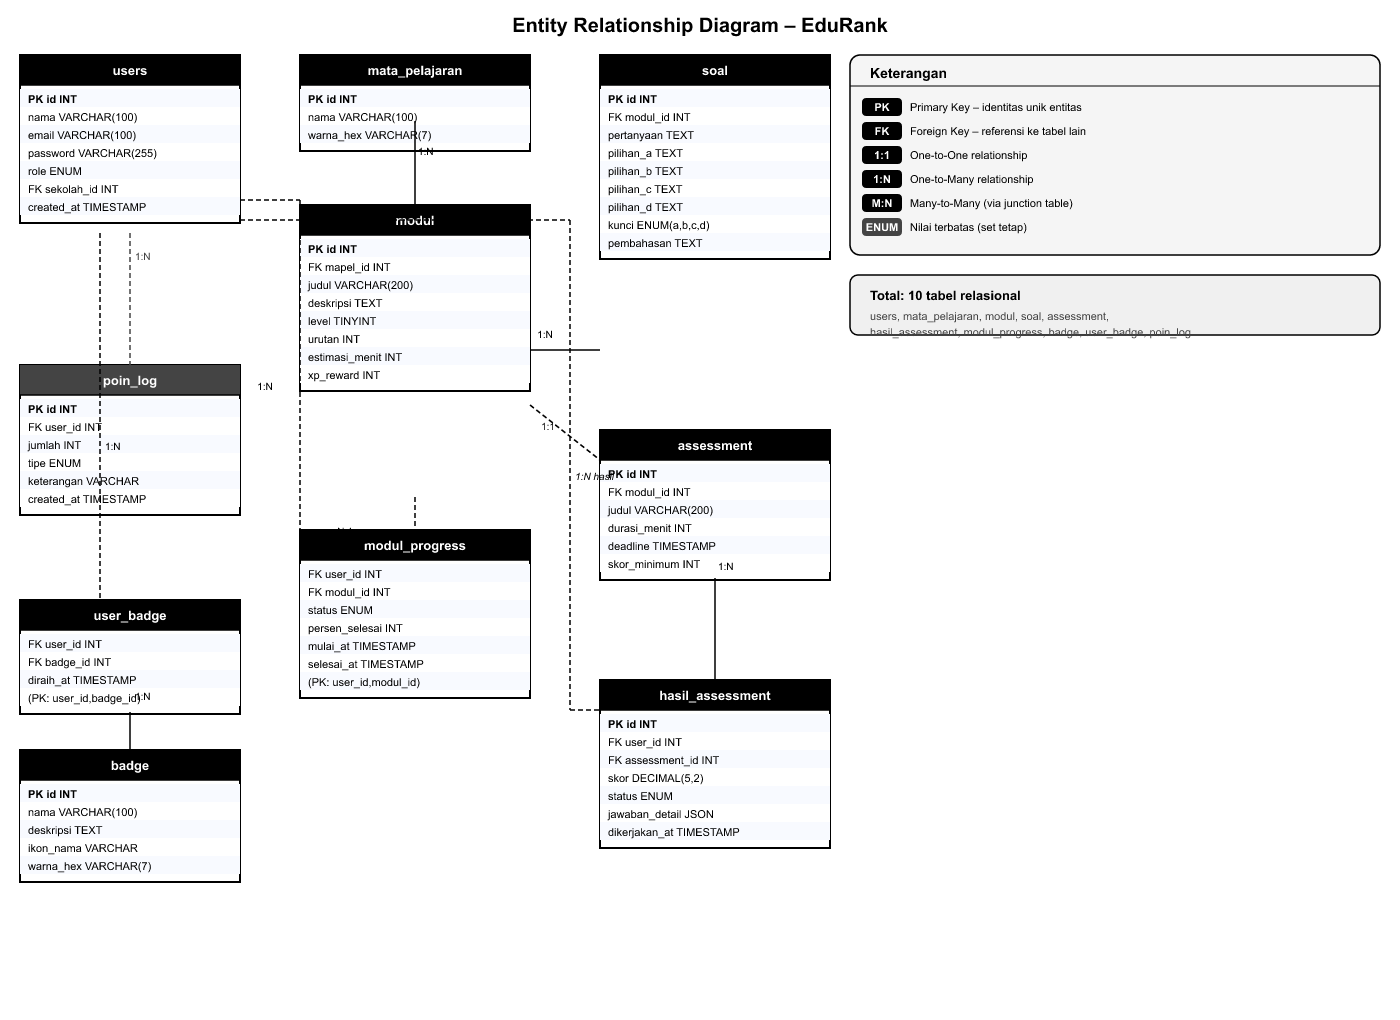 Entity Relationship Diagram – EduRank
users
PK id INT
nama VARCHAR(100)
email VARCHAR(100)
password VARCHAR(255)
role ENUM
FK sekolah_id INT
created_at TIMESTAMP
1:N
mata_pelajaran
PK id INT
nama VARCHAR(100)
warna_hex VARCHAR(7)
1:N
modul
PK id INT
FK mapel_id INT
judul VARCHAR(200)
deskripsi TEXT
level TINYINT
urutan INT
estimasi_menit INT
xp_reward INT
1:N
1:N
1:1
soal
PK id INT
FK modul_id INT
pertanyaan TEXT
pilihan_a TEXT
pilihan_b TEXT
pilihan_c TEXT
pilihan_d TEXT
kunci ENUM(a,b,c,d)
pembahasan TEXT
Keterangan
PK Primary Key – identitas unik entitas
FK Foreign Key – referensi ke tabel lain
1:1 One-to-One relationship
1:N One-to-Many relationship
M:N Many-to-Many (via junction table)
ENUM Nilai terbatas (set tetap)
Total: 10 tabel relasional
users, mata_pelajaran, modul, soal, assessment,
hasil_assessment, modul_progress, badge, user_badge, poin_log
poin_log
PK id INT
FK user_id INT
jumlah INT
1:N
tipe ENUM
keterangan VARCHAR
created_at TIMESTAMP
assessment
1:N hasil
PK id INT
FK modul_id INT
judul VARCHAR(200)
durasi_menit INT
deadline TIMESTAMP
skor_minimum INT
1:N
modul_progress
FK user_id INT
FK modul_id INT
status ENUM
persen_selesai INT
mulai_at TIMESTAMP
selesai_at TIMESTAMP
(PK: user_id,modul_id)
user_badge
FK user_id INT
FK badge_id INT
diraih_at TIMESTAMP
(PK: user_id,badge_id)
1:N
badge
PK id INT
nama VARCHAR(100)
deskripsi TEXT
ikon_nama VARCHAR
warna_hex VARCHAR(7)
hasil_assessment
PK id INT
FK user_id INT
FK assessment_id INT
skor DECIMAL(5,2)
status ENUM
jawaban_detail JSON
dikerjakan_at TIMESTAMP